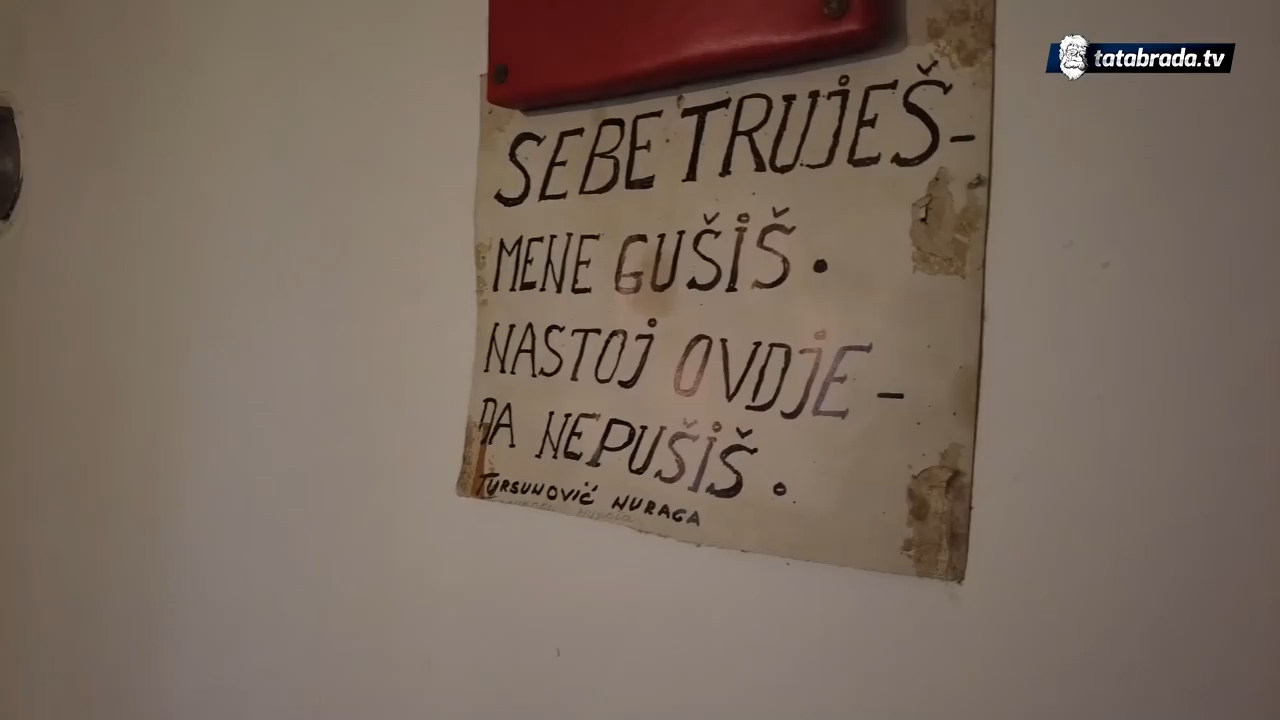 tatabrada.tv
SEBE TRUJEŠ-
MENE GUŠIŠ.
NASTOJ OVDJE -
DA NEPUŠIŠ.
TURSUNOVIĆ NURAGA